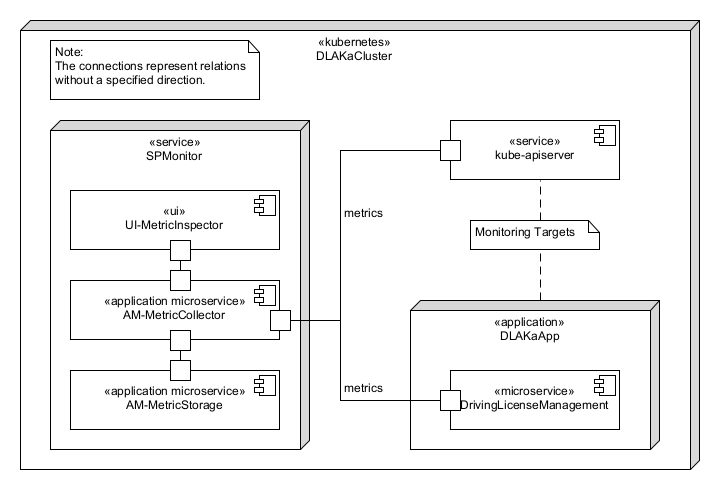 «kubernetes»
DLAKaCluster
Note:
The connections represent relations
without a specified direction.
«service»
SPMonitor
«ui»
UI-MetricInspector
«application microservice»
AM-MetricCollector
«application microservice»
AM-MetricStorage
metrics
metrics
«service»
kube-apiserver
Monitoring Targets
«application»
DLAKaApp
«microservice»
DrivingLicenseManagement